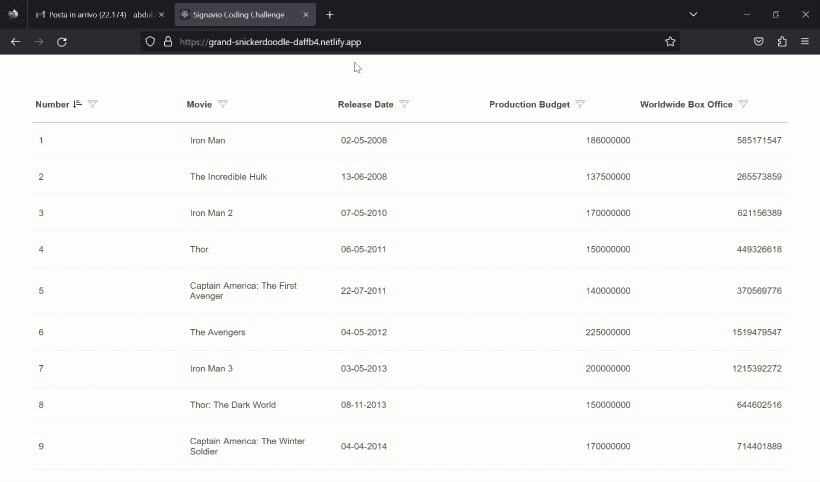 Posta in arrivo (22.174) - abdul.
Signavio Coding Challenge
https://grand-snickerdoodle-daffb4.netlify.app
Number Movie Release Date Production Budget Worldwide Box Office
1 Iron Man 02-05-2008 186000000 585171547
2 The Incredible Hulk 13-06-2008 137500000 265573859
3 Iron Man 2 07-05-2010 170000000 621156389
4 Thor 06-05-2011 150000000 449326618
5 Captain America: The First
Avenger 22-07-2011 140000000 370569776
6 The Avengers 04-05-2012 225000000 1519479547
7 Iron Man 3 03-05-2013 200000000 1215392272
8 Thor: The Dark World 08-11-2013 150000000 644602516
9 Captain America: The Winter
Soldier 04-04-2014 170000000 714401889